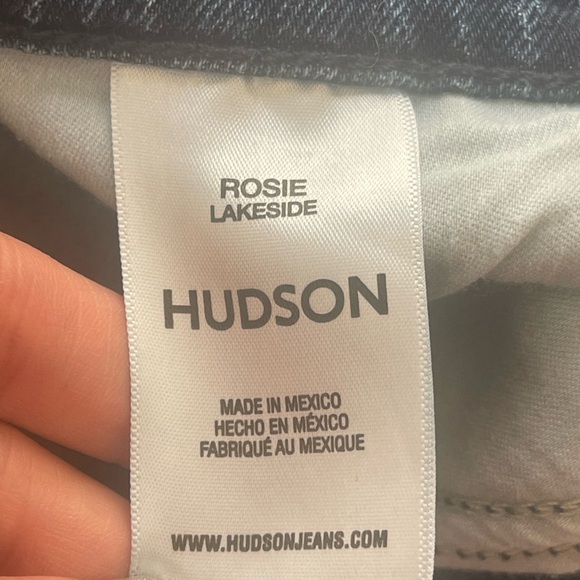 ROSIE
LAKESIDE
HUDSON
MADE IN MEXICO
HECHO EN MÉXICO
FABRIQUÉ AU MEXIQUE
WWW.HUDSONJEANS.COM